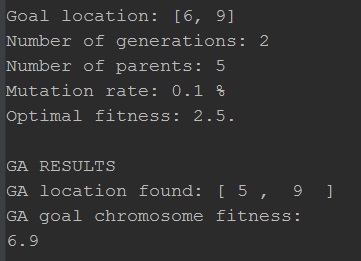 Goal location: [6, 9]
Number of generations: 2
Number of parents: 5
Mutation rate: 0.1 %
Optimal fitness: 2.5.
GA RESULTS
GA location found: [ 5 ,  9  ]
GA goal chromosome fitness:
6.9